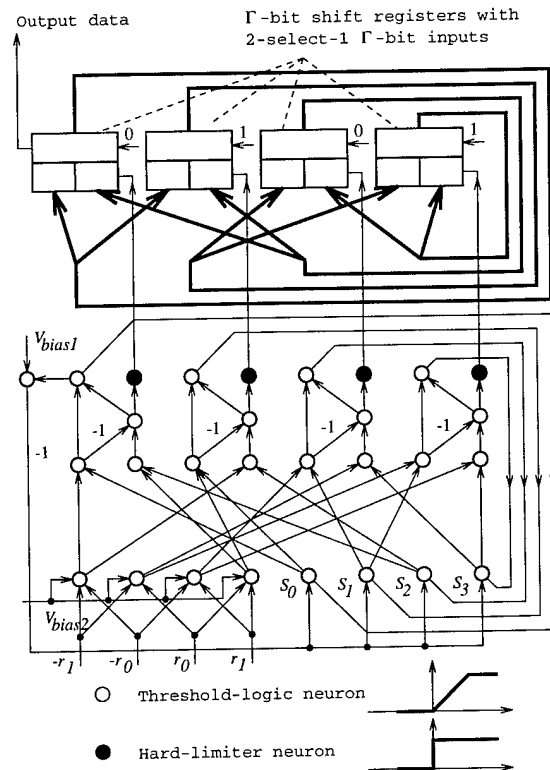 Output data
Γ-bit shift registers with
2-select-1 Γ-bit inputs
0 1 0 1
V_bias1
-1 -1 -1 -1 -1
S_0 S_1 S_2 S_3
V_bias2
-r_1 -r_0 r_0 r_1
Threshold-logic neuron
Hard-limiter neuron